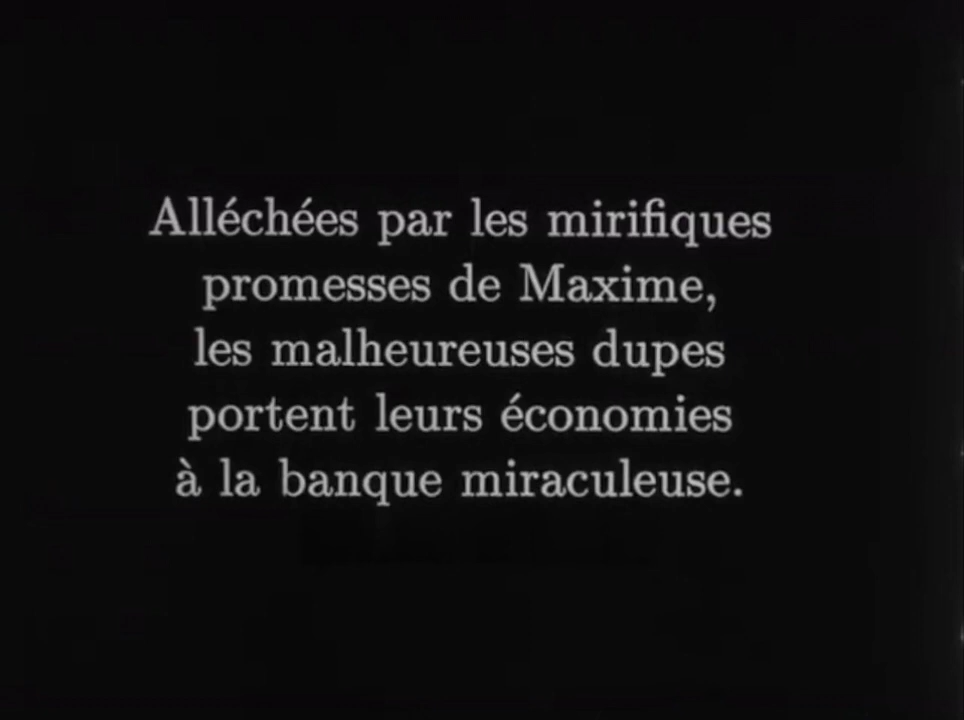 Alléchées par les mirifiques
promesses de Maxime,
les malheureuses dupes
portent leurs économies
à la banque miraculeuse.